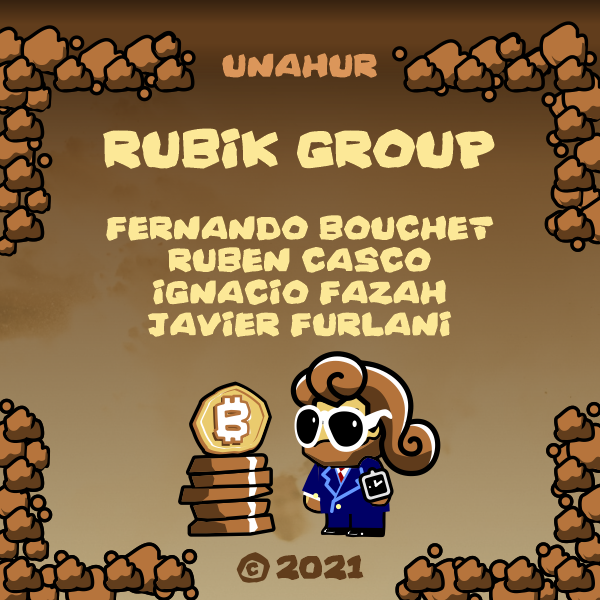 UNAHUR
RUBiK GROUP
FERNANDO BOUCHET
RUBEN CASCO
iGNACiO FAZAH
JAViER FURLANi
₿
© 2021